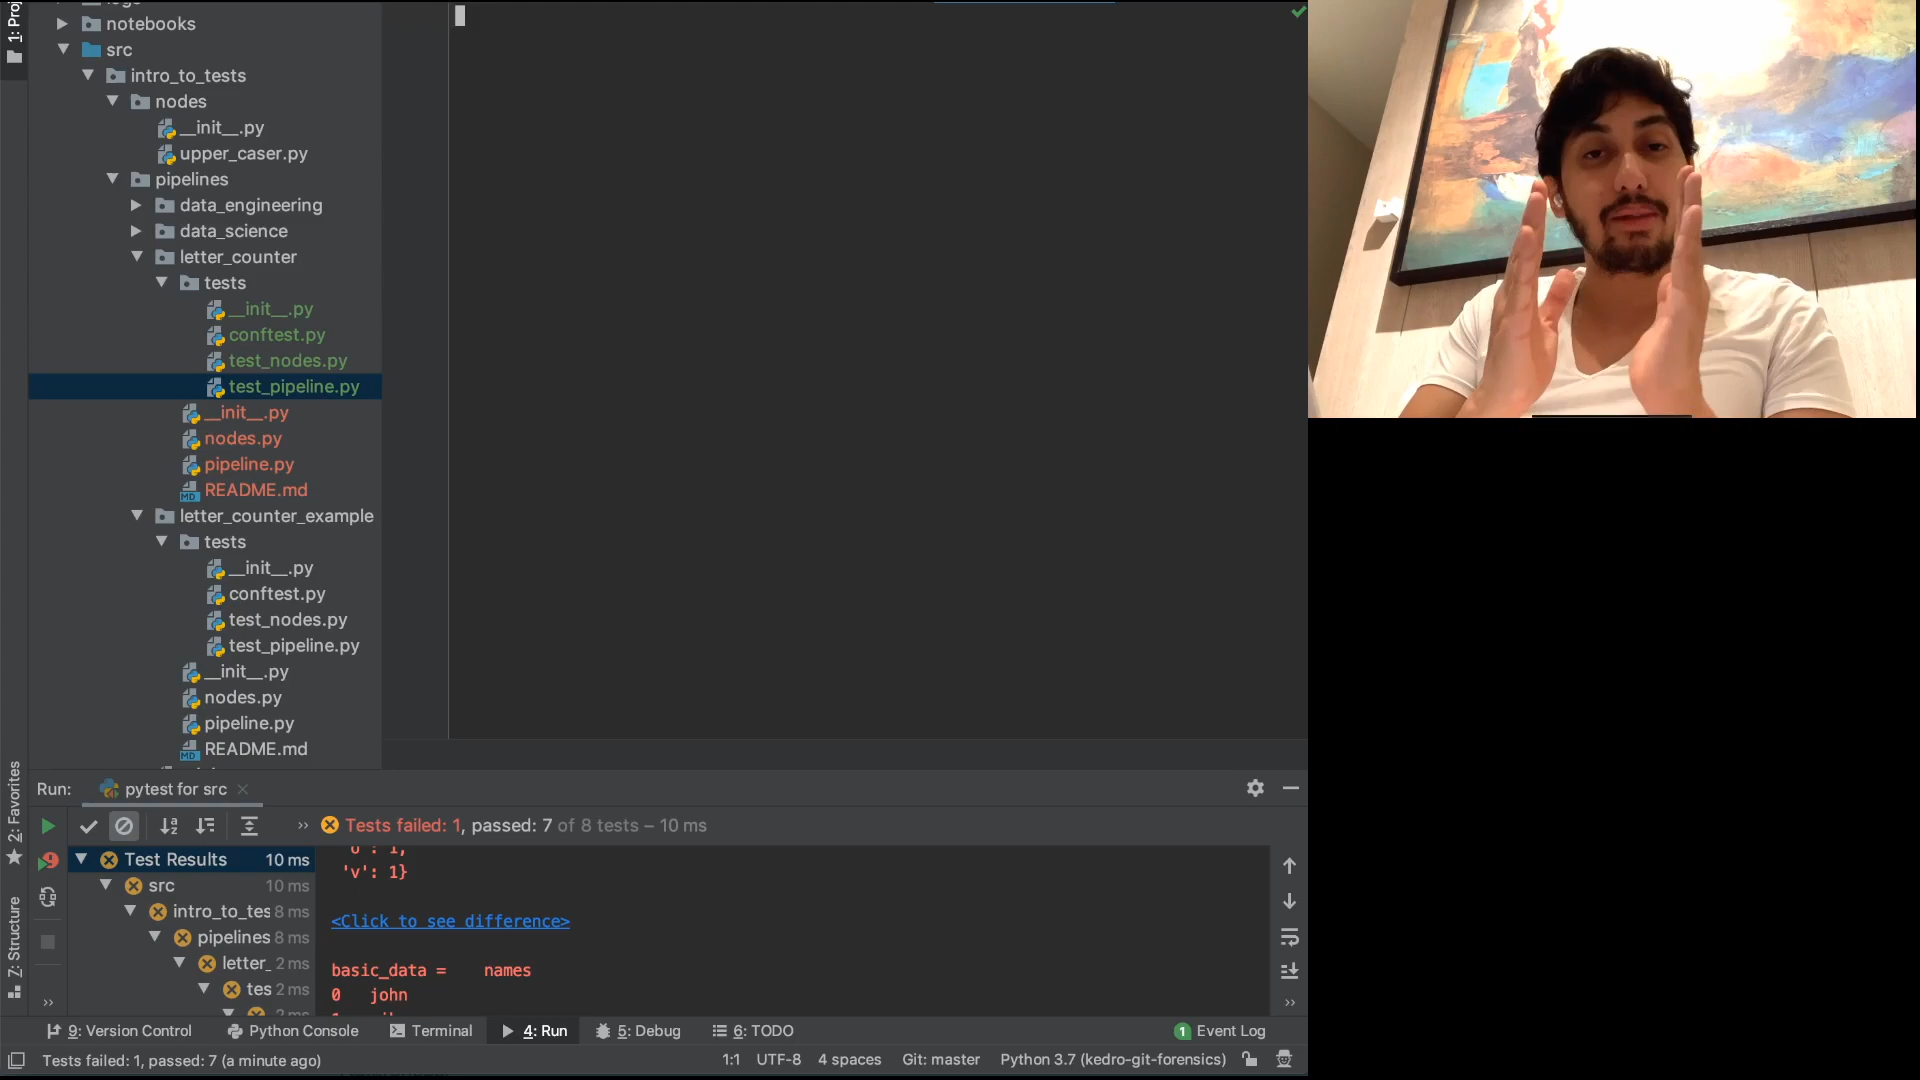 1: Proj
notebooks
src
intro_to_tests
nodes
__init__.py
upper_caser.py
pipelines
data_engineering
data_science
letter_counter
tests
__init__.py
conftest.py
test_nodes.py
test_pipeline.py
__init__.py
nodes.py
pipeline.py
README.md
letter_counter_example
tests
__init__.py
conftest.py
test_nodes.py
test_pipeline.py
__init__.py
nodes.py
pipeline.py
README.md
2: Favorites
7: Structure
Run: pytest for src
Tests failed: 1, passed: 7 of 8 tests – 10 ms
Test Results 10 ms
src 10 ms
intro_to_tes 8 ms
pipelines 8 ms
letter_ 2 ms
tes 2 ms
2 ms
'v': 1}
<Click to see difference>
basic_data = names
0 john
9: Version Control Python Console Terminal 4: Run 5: Debug 6: TODO 1 Event Log
Tests failed: 1, passed: 7 (a minute ago) 1:1 UTF-8 4 spaces Git: master Python 3.7 (kedro-git-forensics)